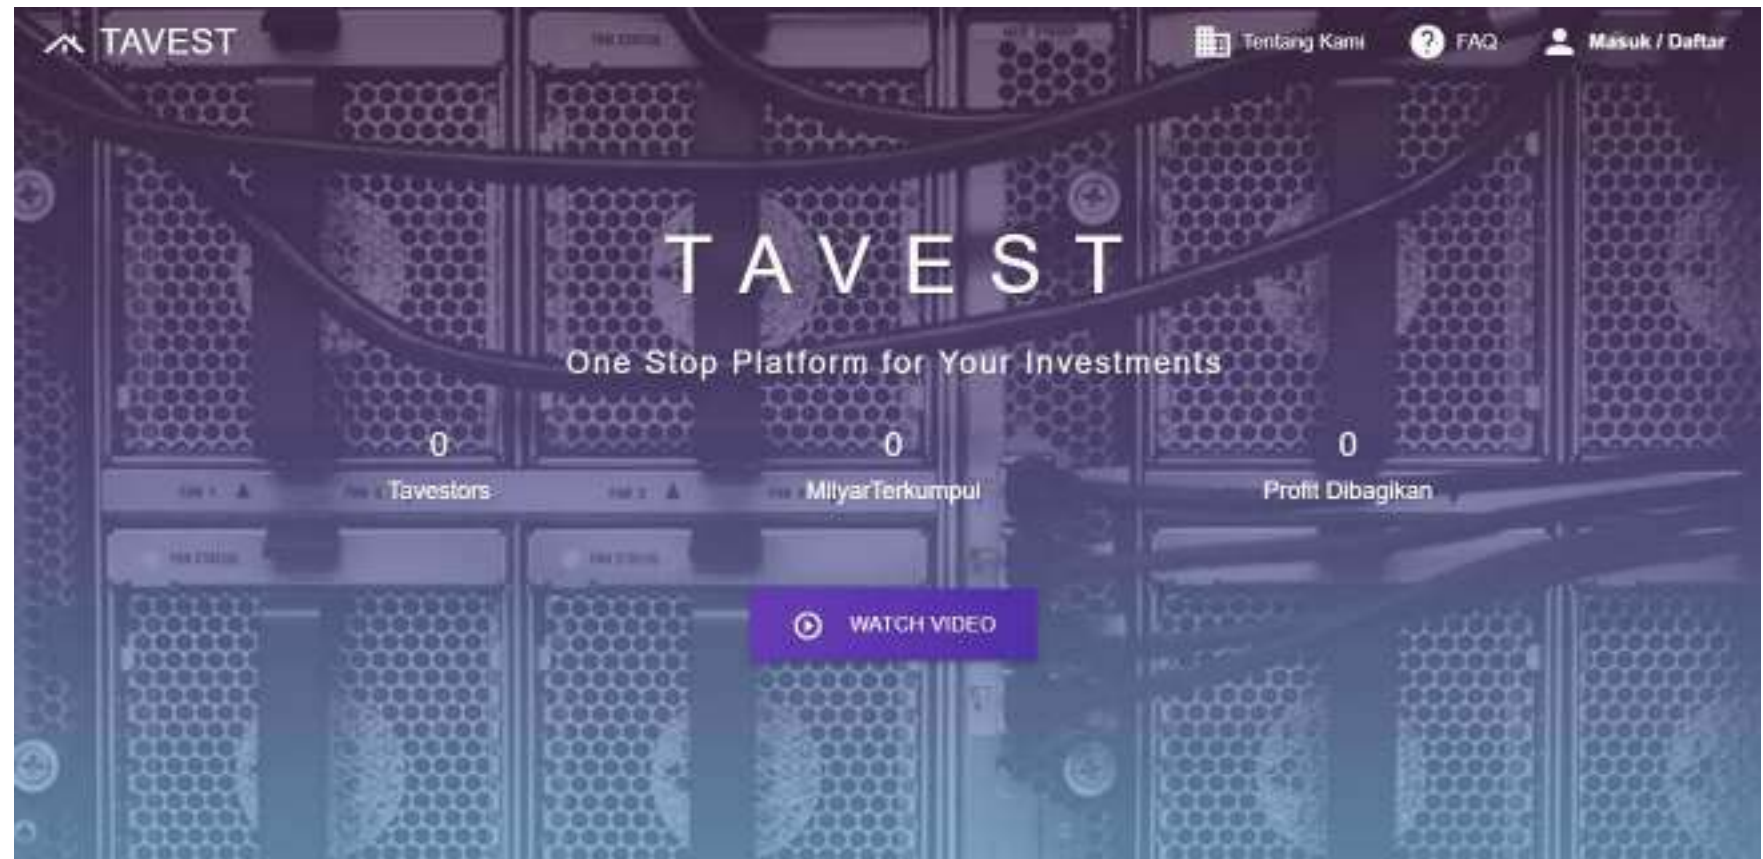 TAVEST
Tentang Kami
FAQ
Masuk / Daftar
TAVEST
One Stop Platform for Your Investments
0
0
0
Tavestors
MilyarTerkumpul
Profit Dibagikan
WATCH VIDEO